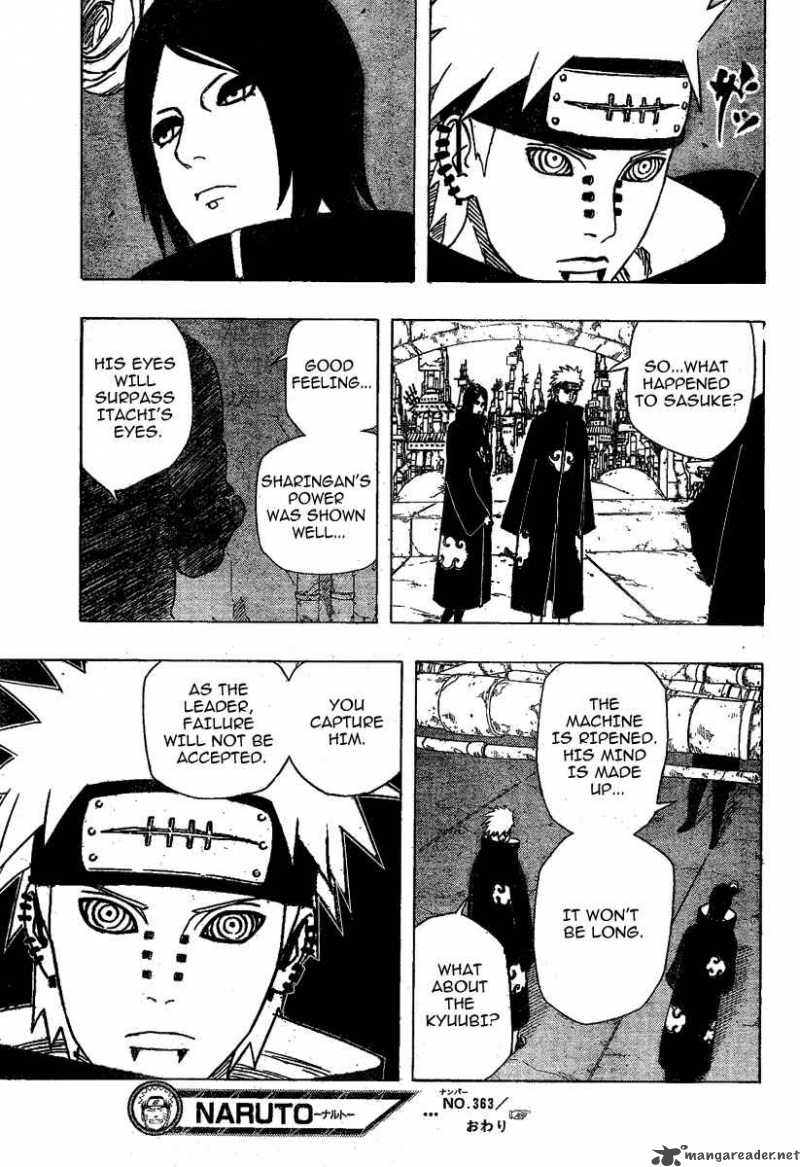 ザッ
SO...WHAT
HAPPENED
TO SASUKE?
GOOD
FEELING...
SHARINGAN'S
POWER
WAS SHOWN
WELL...
HIS EYES
WILL
SURPASS
ITACHI'S
EYES.
THE
MACHINE
IS RIPENED.
HIS MIND
IS MADE
UP...
IT WON'T
BE LONG.
WHAT
ABOUT
THE
KYUUBI?
YOU
CAPTURE
HIM.
AS THE
LEADER,
FAILURE
WILL NOT BE
ACCEPTED.
NARUTO―ナルト―
ナンバー
... NO.363/
おわり
mangareader.net